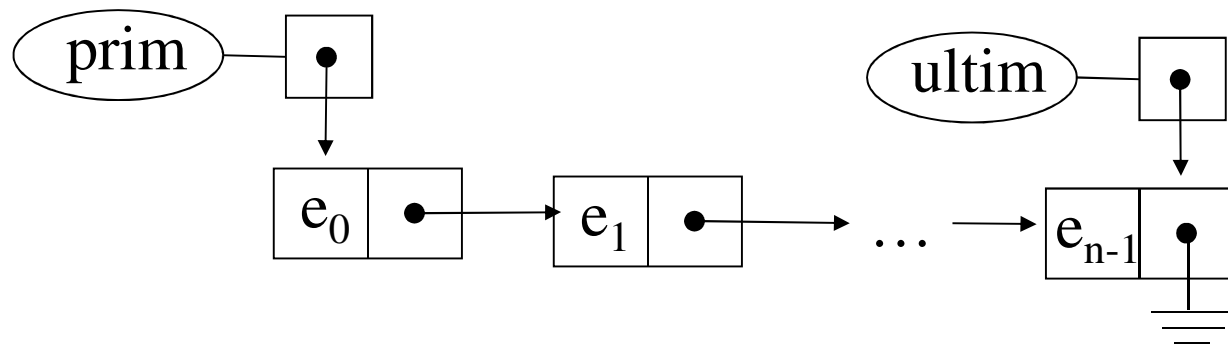 prim
ultim
e₀
e₁
…
eₙ₋₁